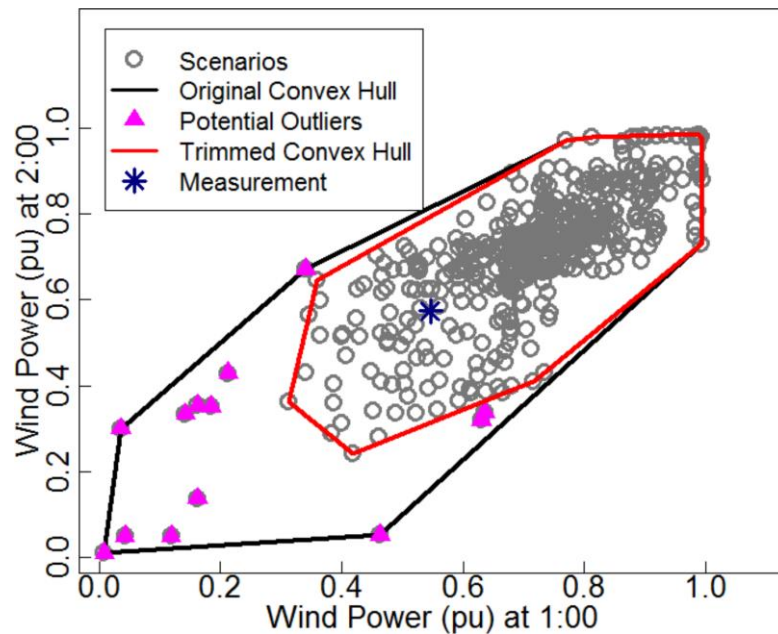 Scenarios
Original Convex Hull
Potential Outliers
Trimmed Convex Hull
Measurement
Wind Power (pu) at 2:00
1.0
0.8
0.6
0.4
0.2
0.0
0.0 0.2 0.4 0.6 0.8 1.0
Wind Power (pu) at 1:00